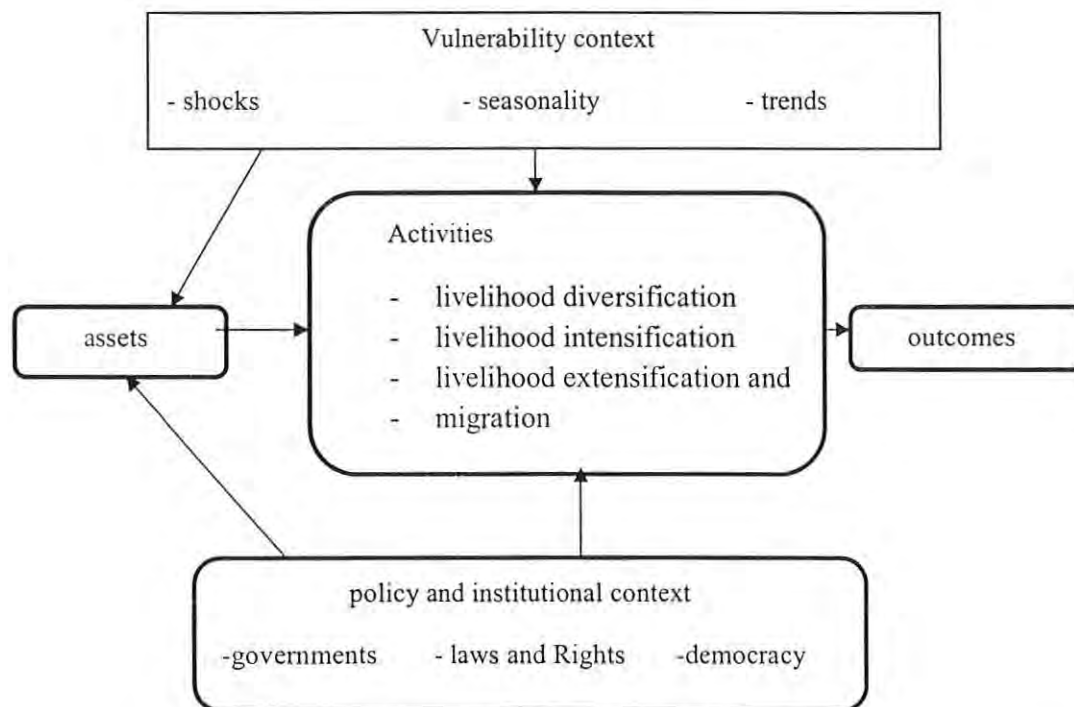 Vulnerability context
- shocks - seasonality - trends
Activities
- livelihood diversification
- livelihood intensification
- livelihood extensification and
- migration
assets
outcomes
policy and institutional context
-governments - laws and Rights -democracy